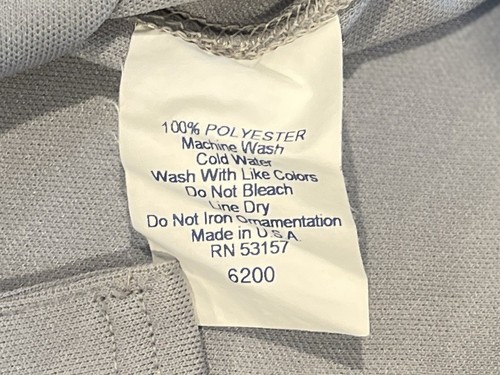 100% POLYESTER
Machine Wash
Cold Water
Wash With Like Colors
Do Not Bleach
Line Dry
Do Not Iron Ornamentation
Made in U.S.A.
RN 53157
6200